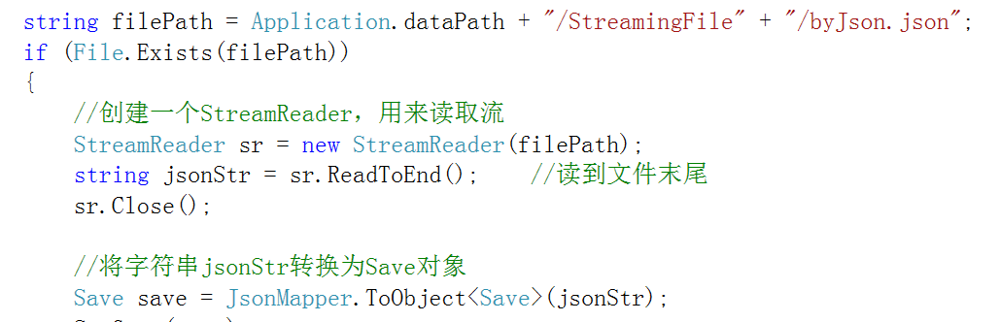 string filePath = Application.dataPath + "/StreamingFile" + "/byJson.json";
if (File.Exists(filePath))
{
//创建一个StreamReader，用来读取流
StreamReader sr = new StreamReader(filePath);
string jsonStr = sr.ReadToEnd(); //读到文件末尾
sr.Close();
//将字符串jsonStr转换为Save对象
Save save = JsonMapper.ToObject<Save>(jsonStr);